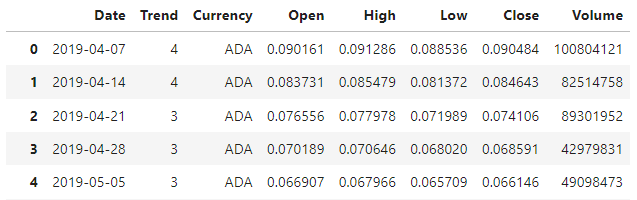 Date Trend Currency Open High Low Close Volume
0 2019-04-07 4 ADA 0.090161 0.091286 0.088536 0.090484 100804121
1 2019-04-14 4 ADA 0.083731 0.085479 0.081372 0.084643 82514758
2 2019-04-21 3 ADA 0.076556 0.077978 0.071989 0.074106 89301952
3 2019-04-28 3 ADA 0.070189 0.070646 0.068020 0.068591 42979831
4 2019-05-05 3 ADA 0.066907 0.067966 0.065709 0.066146 49098473